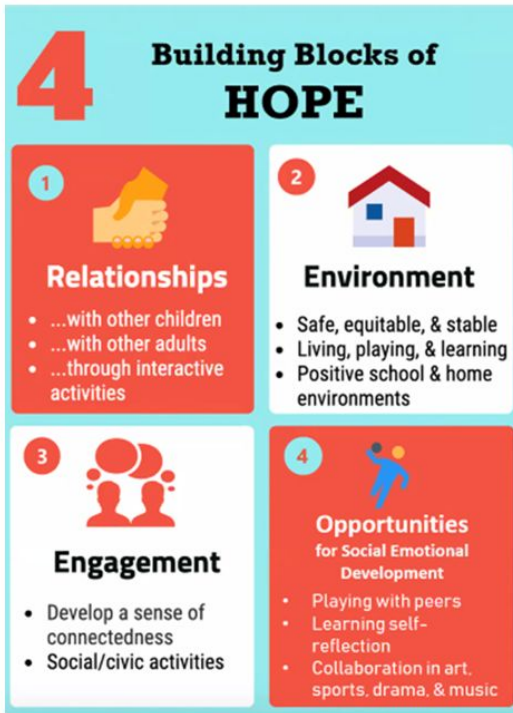 4
Building Blocks of
HOPE
1
Relationships
• ...with other children
• ...with other adults
• ...through interactive
activities
2
Environment
• Safe, equitable, & stable
• Living, playing, & learning
• Positive school & home
environments
3
Engagement
• Develop a sense of
connectedness
• Social/civic activities
4
Opportunities
for Social Emotional
Development
• Playing with peers
• Learning self-
reflection
• Collaboration in art,
sports, drama, & music